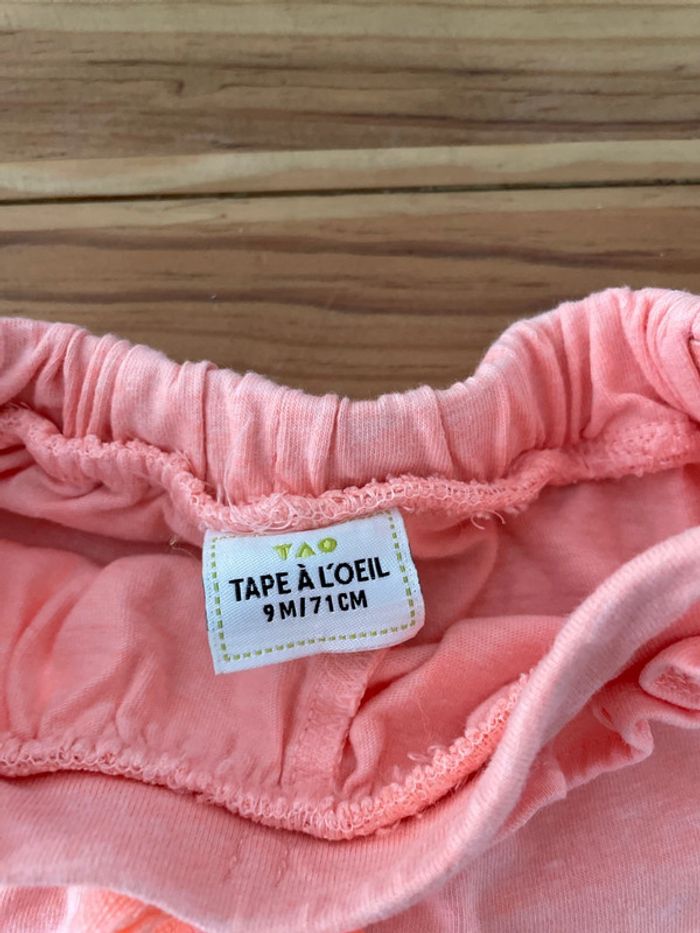 TAO
TAPE À L'OEIL
9M/71CM